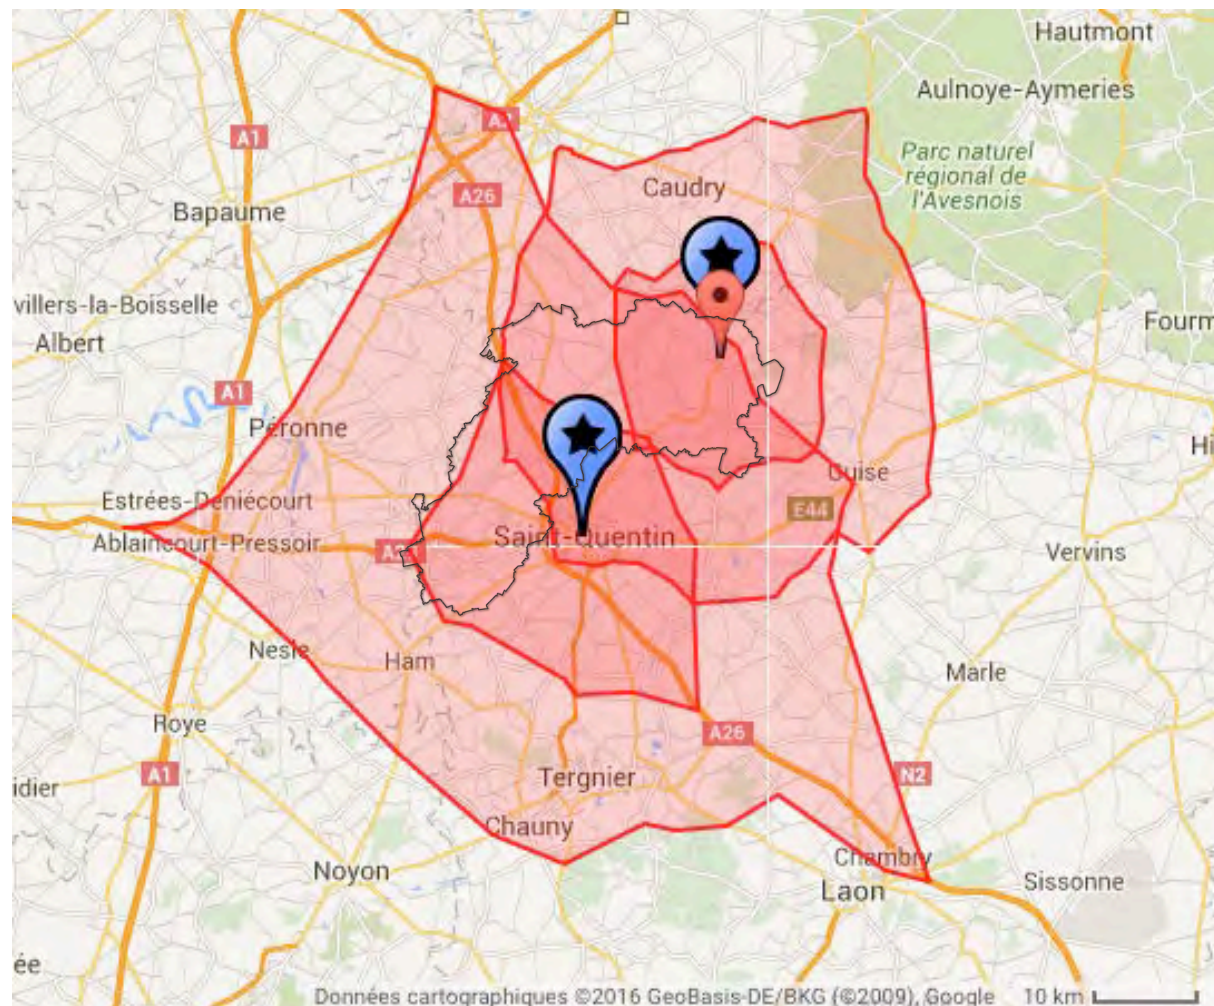 Hautmont
Aulnoye-Aymeries
A1
Parc naturel
régional de
l'Avesnois
Caudry
A26
Bapaume
villers-la-Boisselle
Albert
Fourm
A1
Péronne
Hi
Guise
Estrées-Deniécourt
E44
Saint-Quentin
Ablaincourt-Pressoir
Vervins
Nesle
Ham
Marle
Roye
A26
A1
N2
Tergnier
idier
Chauny
Chambry
Noyon
Laon
Sissonne
ée
Données cartographiques ©2016 GeoBasis-DE/BKG (©2009), Google
10 km